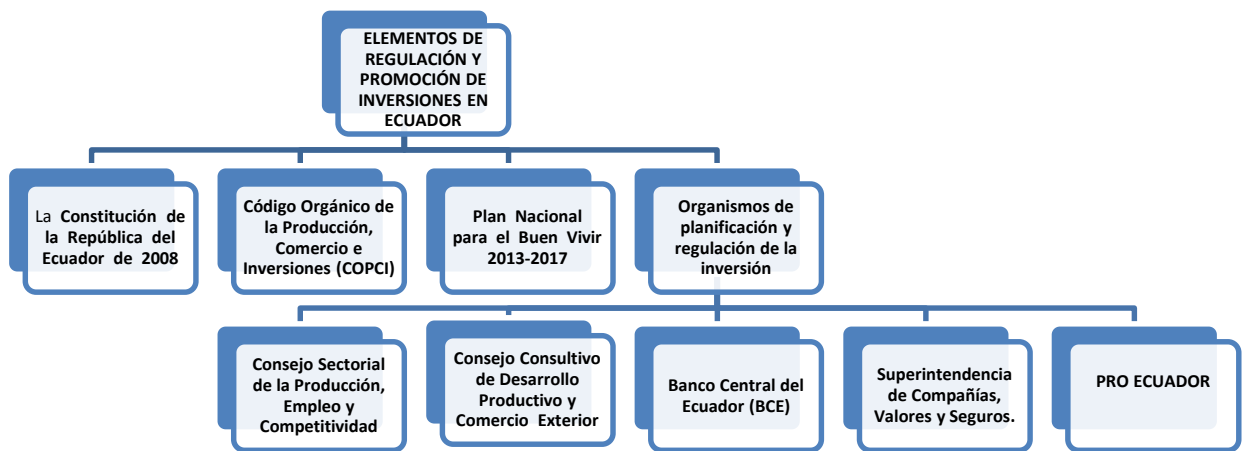 ELEMENTOS DE
REGULACIÓN Y
PROMOCIÓN DE
INVERSIONES EN
ECUADOR
La Constitución de
la República del
Ecuador de 2008
Código Orgánico de
la Producción,
Comercio e
Inversiones (COPCI)
Plan Nacional
para el Buen Vivir
2013-2017
Organismos de
planificación y
regulación de la
inversión
Consejo Sectorial
de la Producción,
Empleo y
Competitividad
Consejo Consultivo
de Desarrollo
Productivo y
Comercio Exterior
Banco Central del
Ecuador (BCE)
Superintendencia
de Compañías,
Valores y Seguros.
PRO ECUADOR